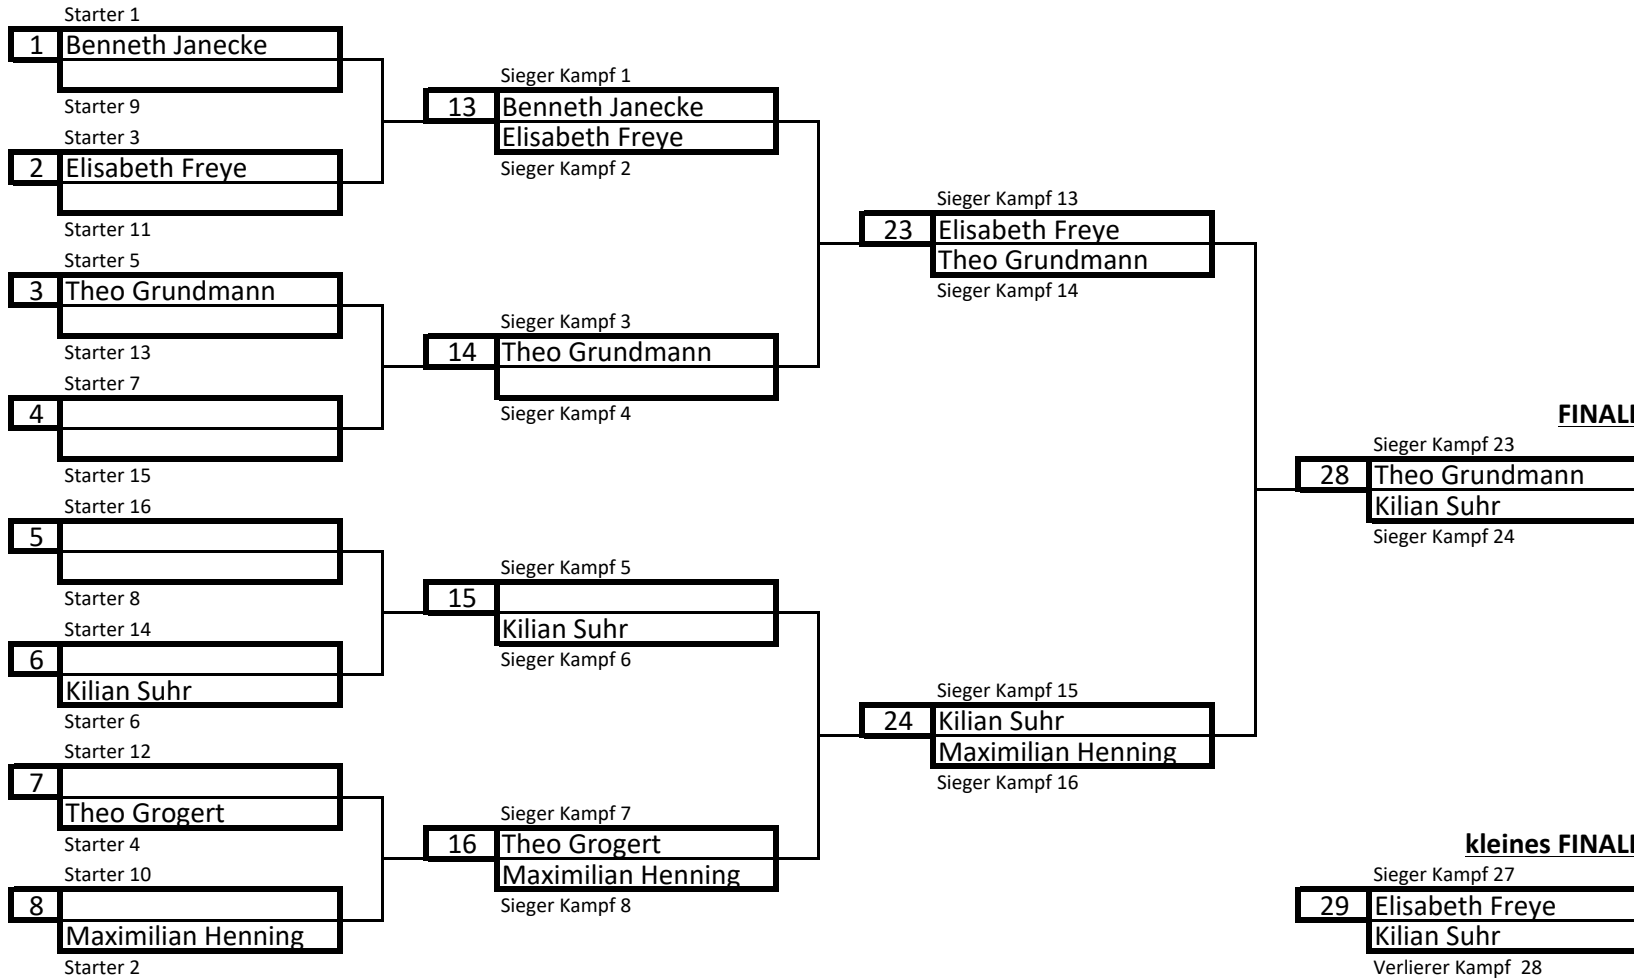 Starter 1
1 Benneth Janecke
Starter 9
Starter 3
2 Elisabeth Freye
Starter 11
Starter 5
3 Theo Grundmann
Starter 13
Starter 7
4
Starter 15
Starter 16
5
Starter 8
Starter 14
6
Kilian Suhr
Starter 6
Starter 12
7
Theo Grogert
Starter 4
Starter 10
8
Maximilian Henning
Starter 2
Sieger Kampf 1
13 Benneth Janecke
Elisabeth Freye
Sieger Kampf 2
Sieger Kampf 3
14 Theo Grundmann
Sieger Kampf 4
Sieger Kampf 5
15
Kilian Suhr
Sieger Kampf 6
Sieger Kampf 7
16 Theo Grogert
Maximilian Henning
Sieger Kampf 8
Sieger Kampf 13
23 Elisabeth Freye
Theo Grundmann
Sieger Kampf 14
Sieger Kampf 15
24 Kilian Suhr
Maximilian Henning
Sieger Kampf 16
FINAL
Sieger Kampf 23
28 Theo Grundmann
Kilian Suhr
Sieger Kampf 24
kleines FINAL
Sieger Kampf 27
29 Elisabeth Freye
Kilian Suhr
Verlierer Kampf 28